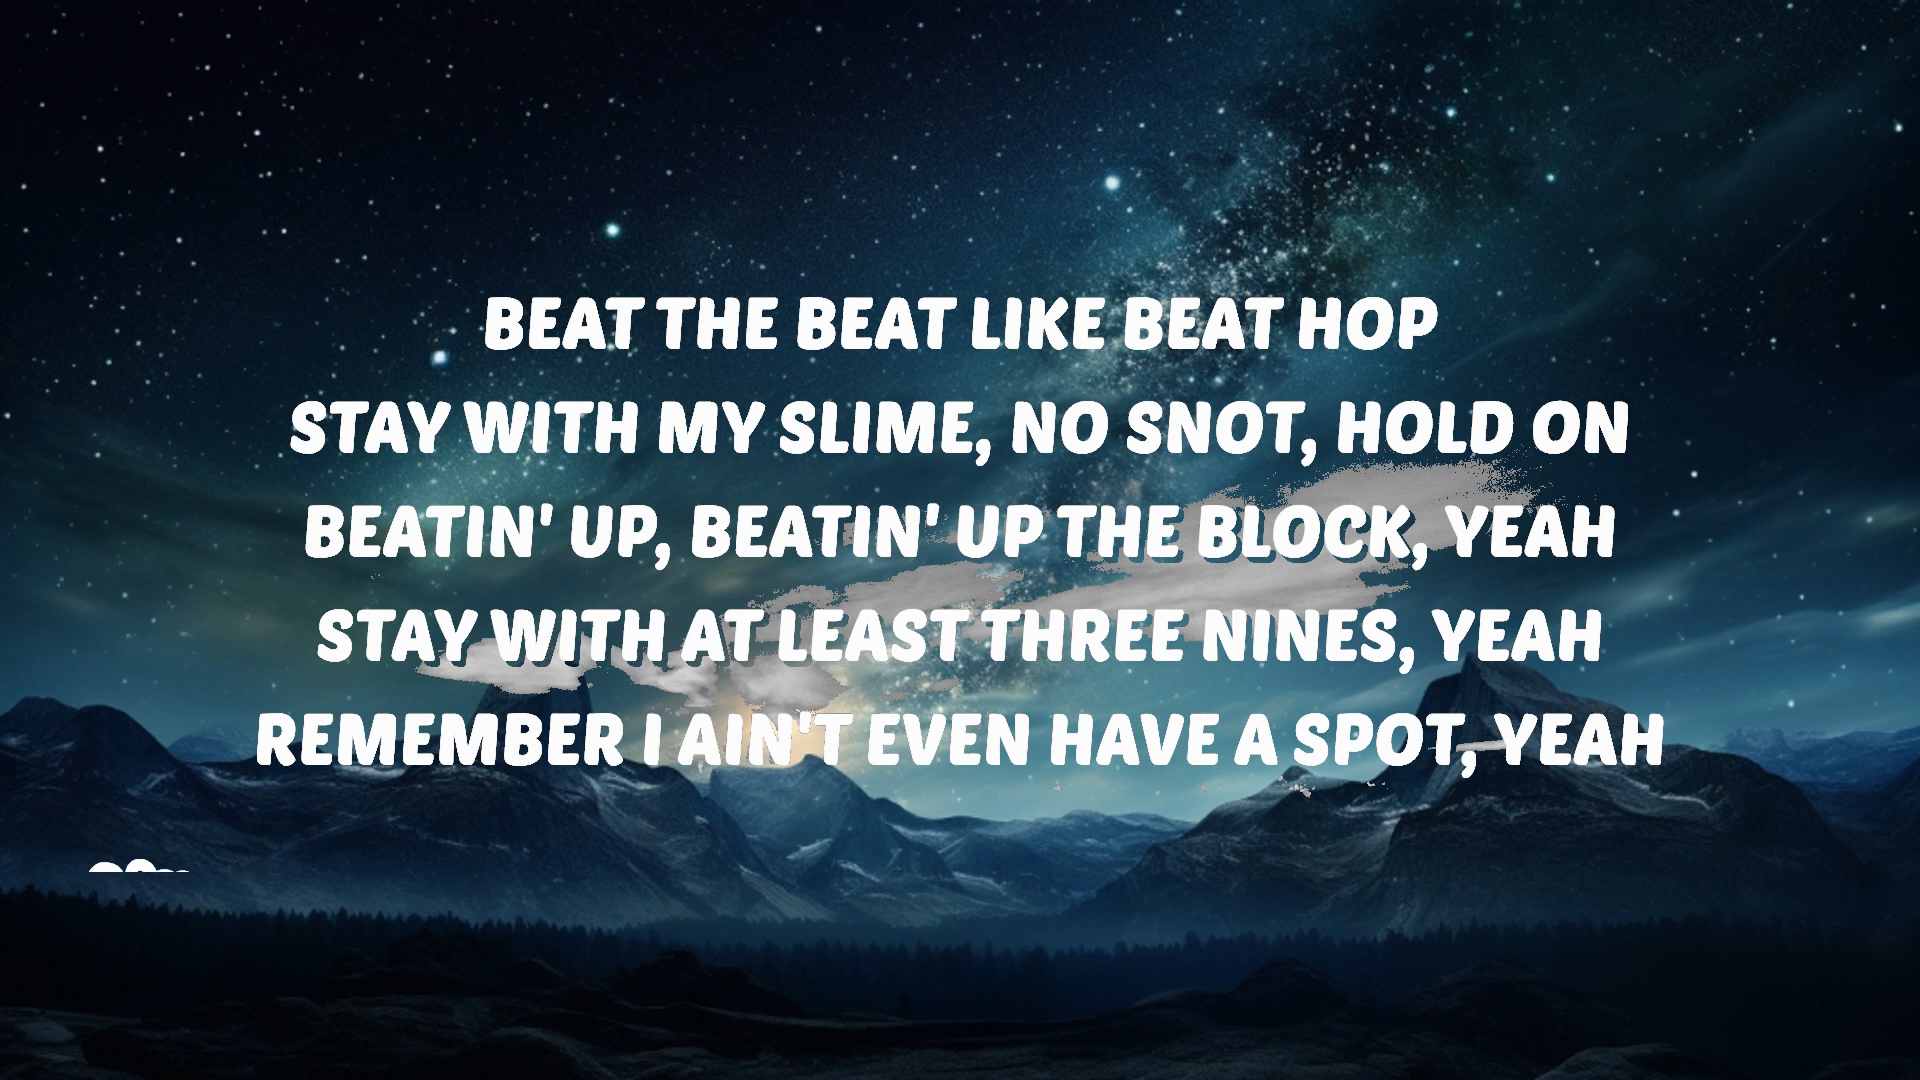 BEAT THE BEAT LIKE BEAT HOP
STAY WITH MY SLIME, NO SNOT, HOLD ON
BEATIN' UP, BEATIN' UP THE BLOCK, YEAH
STAY WITH AT LEAST THREE NINES, YEAH
REMEMBER I AIN'T EVEN HAVE A SPOT, YEAH